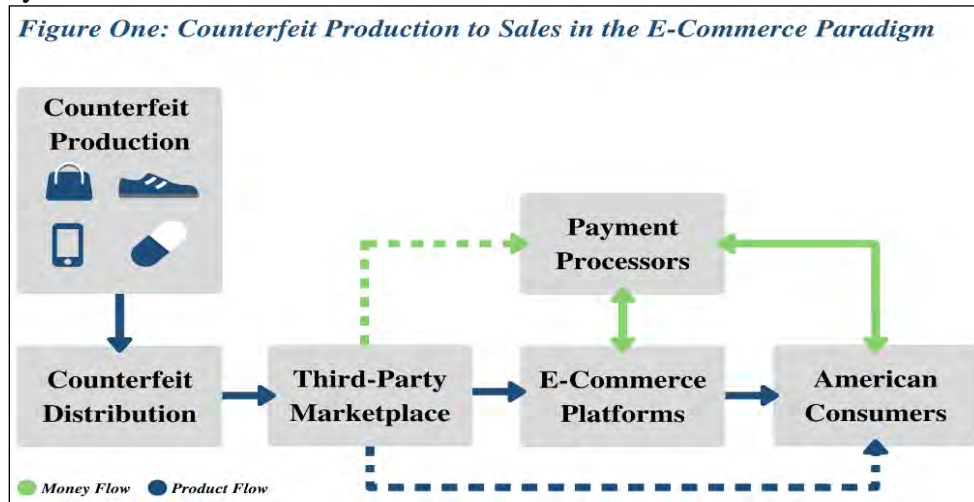 Figure One: Counterfeit Production to Sales in the E-Commerce Paradigm
Counterfeit
Production
Payment
Processors
Counterfeit
Distribution
Third-Party
Marketplace
E-Commerce
Platforms
American
Consumers
Money Flow
Product Flow